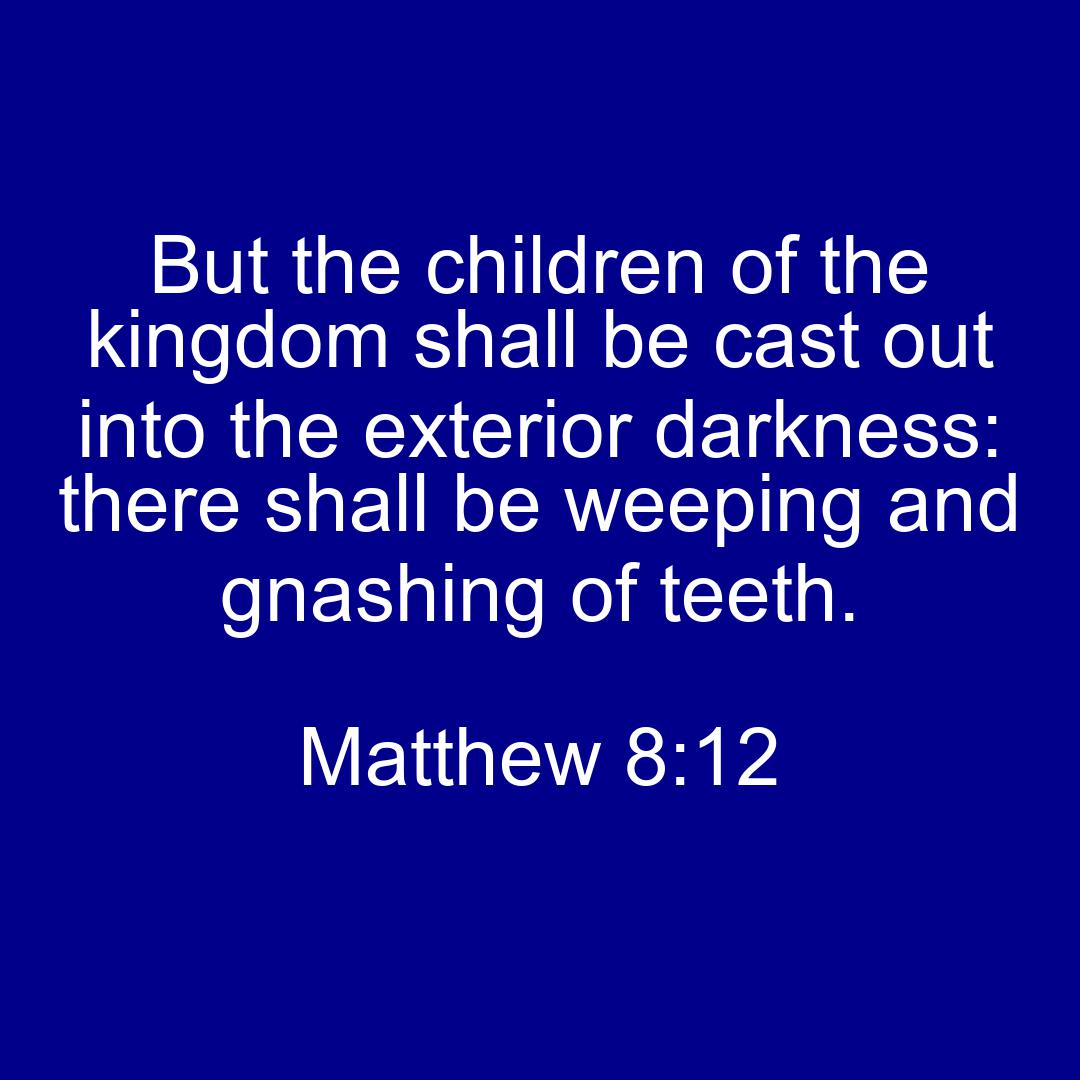 But the children of the
kingdom shall be cast out
into the exterior darkness:
there shall be weeping and
gnashing of teeth.
Matthew 8:12